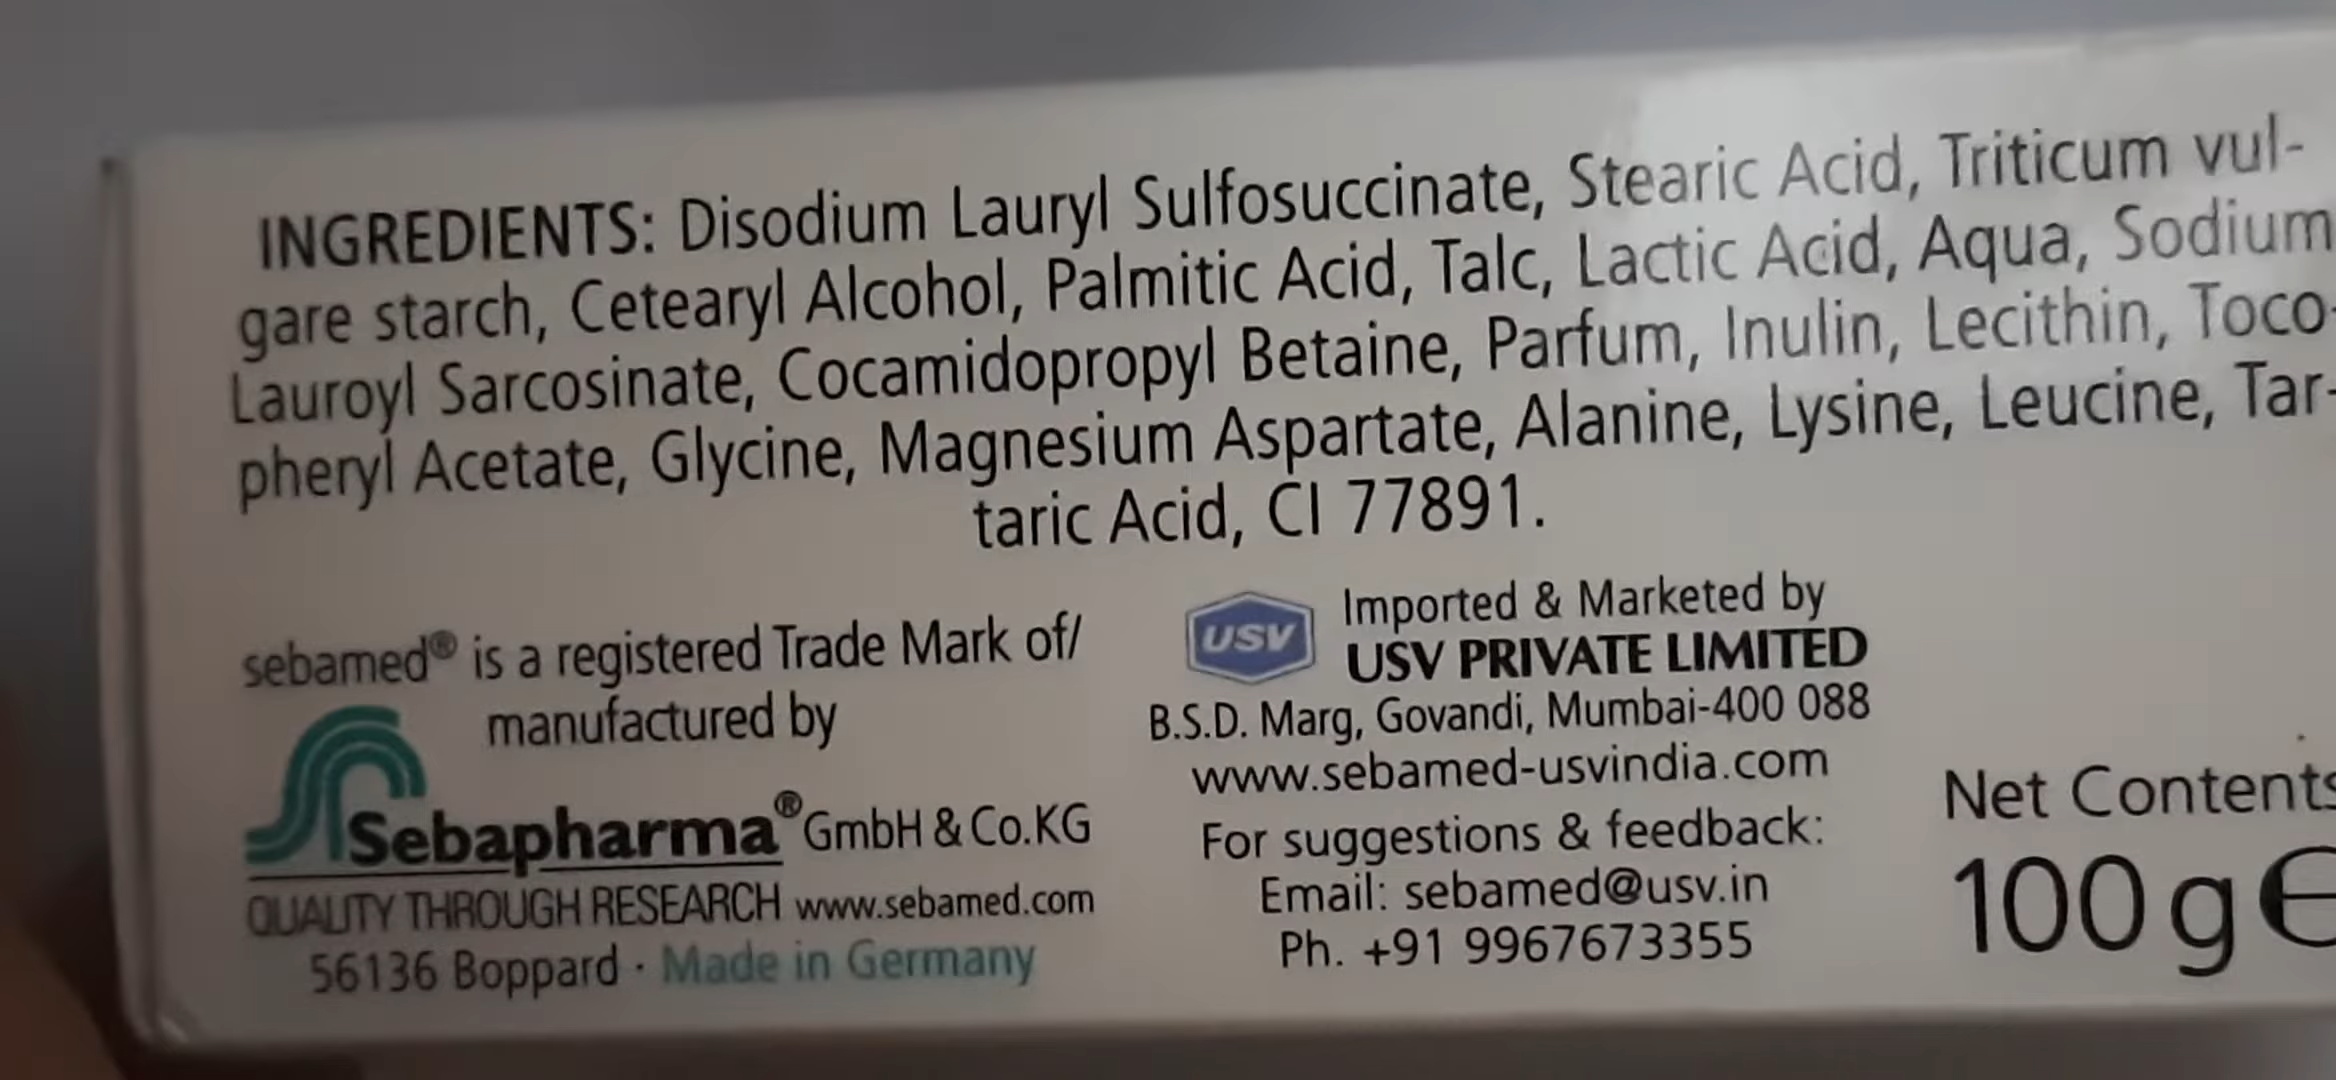 INGREDIENTS: Disodium Lauryl Sulfosuccinate, Stearic Acid, Triticum vul-
gare starch, Cetearyl Alcohol, Palmitic Acid, Talc, Lactic Acid, Aqua, Sodium
Lauroyl Sarcosinate, Cocamidopropyl Betaine, Parfum, Inulin, Lecithin, Toco-
pheryl Acetate, Glycine, Magnesium Aspartate, Alanine, Lysine, Leucine, Tar-
taric Acid, CI 77891.
sebamed® is a registered Trade Mark of/
manufactured by
Sebapharma® GmbH & Co.KG
QUALITY THROUGH RESEARCH www.sebamed.com
56136 Boppard · Made in Germany
USV
Imported & Marketed by
USV PRIVATE LIMITED
B.S.D. Marg, Govandi, Mumbai-400 088
www.sebamed-usvindia.com
For suggestions & feedback:
Email: sebamed@usv.in
Ph. +91 9967673355
Net Contents
100 g ℮